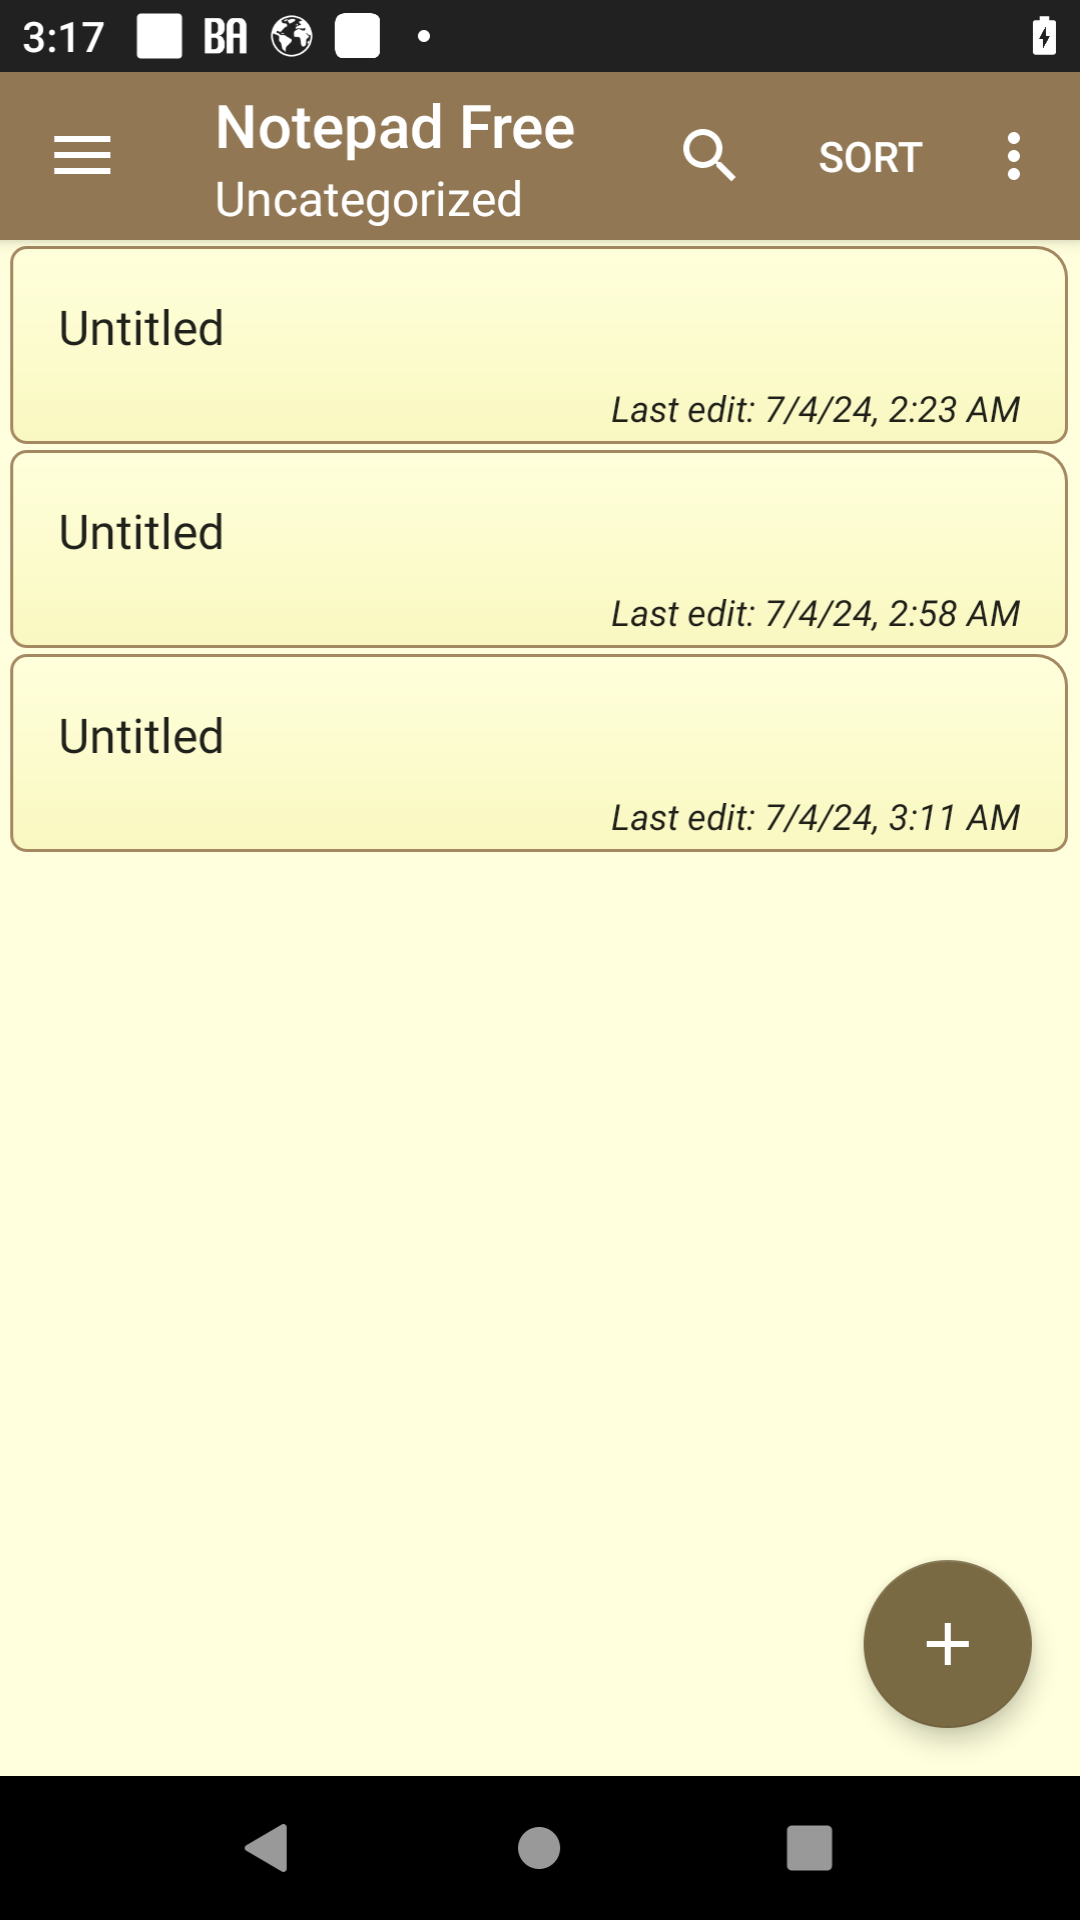 3:17 BA
Notepad Free
Uncategorized
SORT
Untitled
Last edit: 7/4/24, 2:23 AM
Untitled
Last edit: 7/4/24, 2:58 AM
Untitled
Last edit: 7/4/24, 3:11 AM